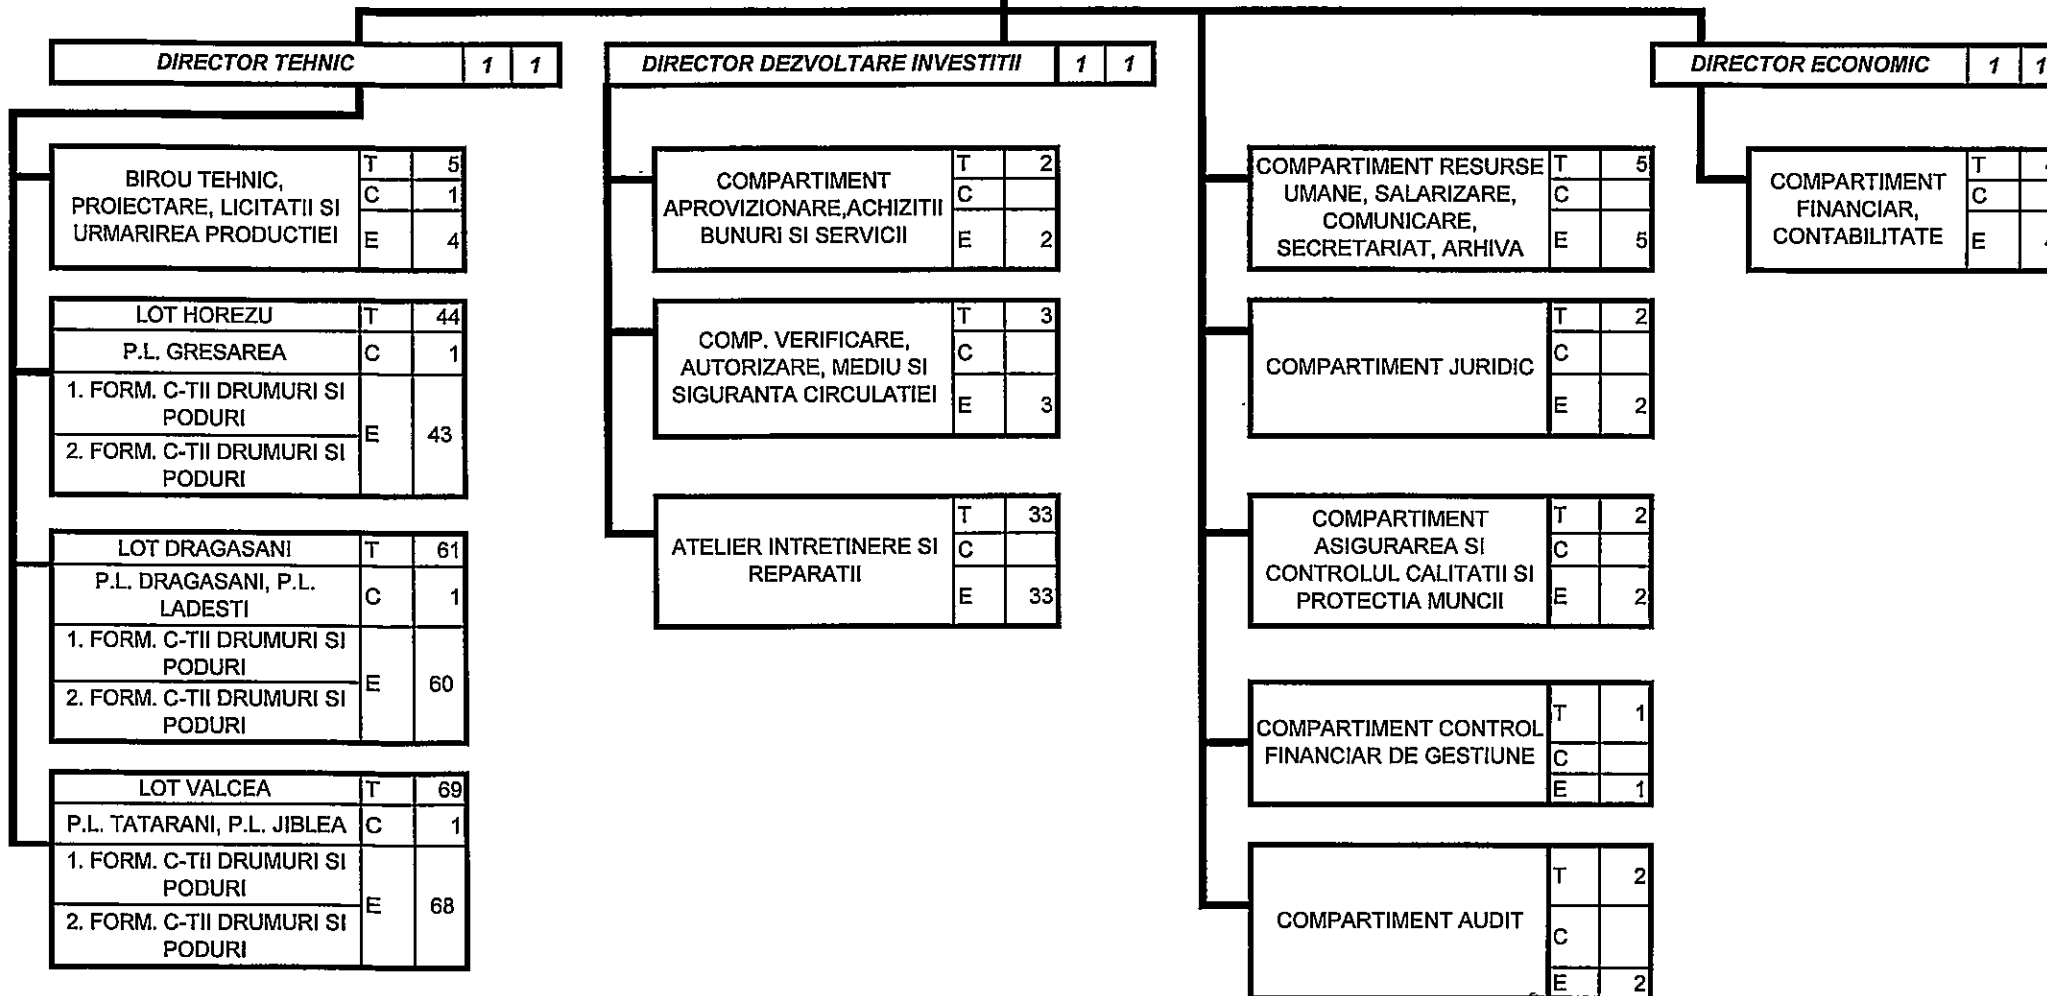 DIRECTOR TEHNIC 1 1
DIRECTOR DEZVOLTARE INVESTITII 1 1
DIRECTOR ECONOMIC 1 1
BIROU TEHNIC,
PROIECTARE, LICITATII SI
URMARIREA PRODUCTIEI
T 5
C 1
E 4
LOT HOREZU T 44
P.L. GRESAREA C 1
1. FORM. C-TII DRUMURI SI
PODURI
2. FORM. C-TII DRUMURI SI
PODURI
E 43
LOT DRAGASANI T 61
P.L. DRAGASANI, P.L.
LADESTI
C 1
1. FORM. C-TII DRUMURI SI
PODURI
2. FORM. C-TII DRUMURI SI
PODURI
E 60
LOT VALCEA T 69
P.L. TATARANI, P.L. JIBLEA C 1
1. FORM. C-TII DRUMURI SI
PODURI
2. FORM. C-TII DRUMURI SI
PODURI
E 68
COMPARTIMENT
APROVIZIONARE,ACHIZITII
BUNURI SI SERVICII
T 2
C
E 2
COMP. VERIFICARE,
AUTORIZARE, MEDIU SI
SIGURANTA CIRCULATIEI
T 3
C
E 3
ATELIER INTRETINERE SI
REPARATII
T 33
C
E 33
COMPARTIMENT RESURSE
UMANE, SALARIZARE,
COMUNICARE,
SECRETARIAT, ARHIVA
T 5
C
E 5
COMPARTIMENT JURIDIC
T 2
C
E 2
COMPARTIMENT
ASIGURAREA SI
CONTROLUL CALITATII SI
PROTECTIA MUNCII
T 2
C
E 2
COMPARTIMENT CONTROL
FINANCIAR DE GESTIUNE
T 1
C
E 1
COMPARTIMENT AUDIT
T 2
C
E 2
COMPARTIMENT
FINANCIAR,
CONTABILITATE
T
C
E